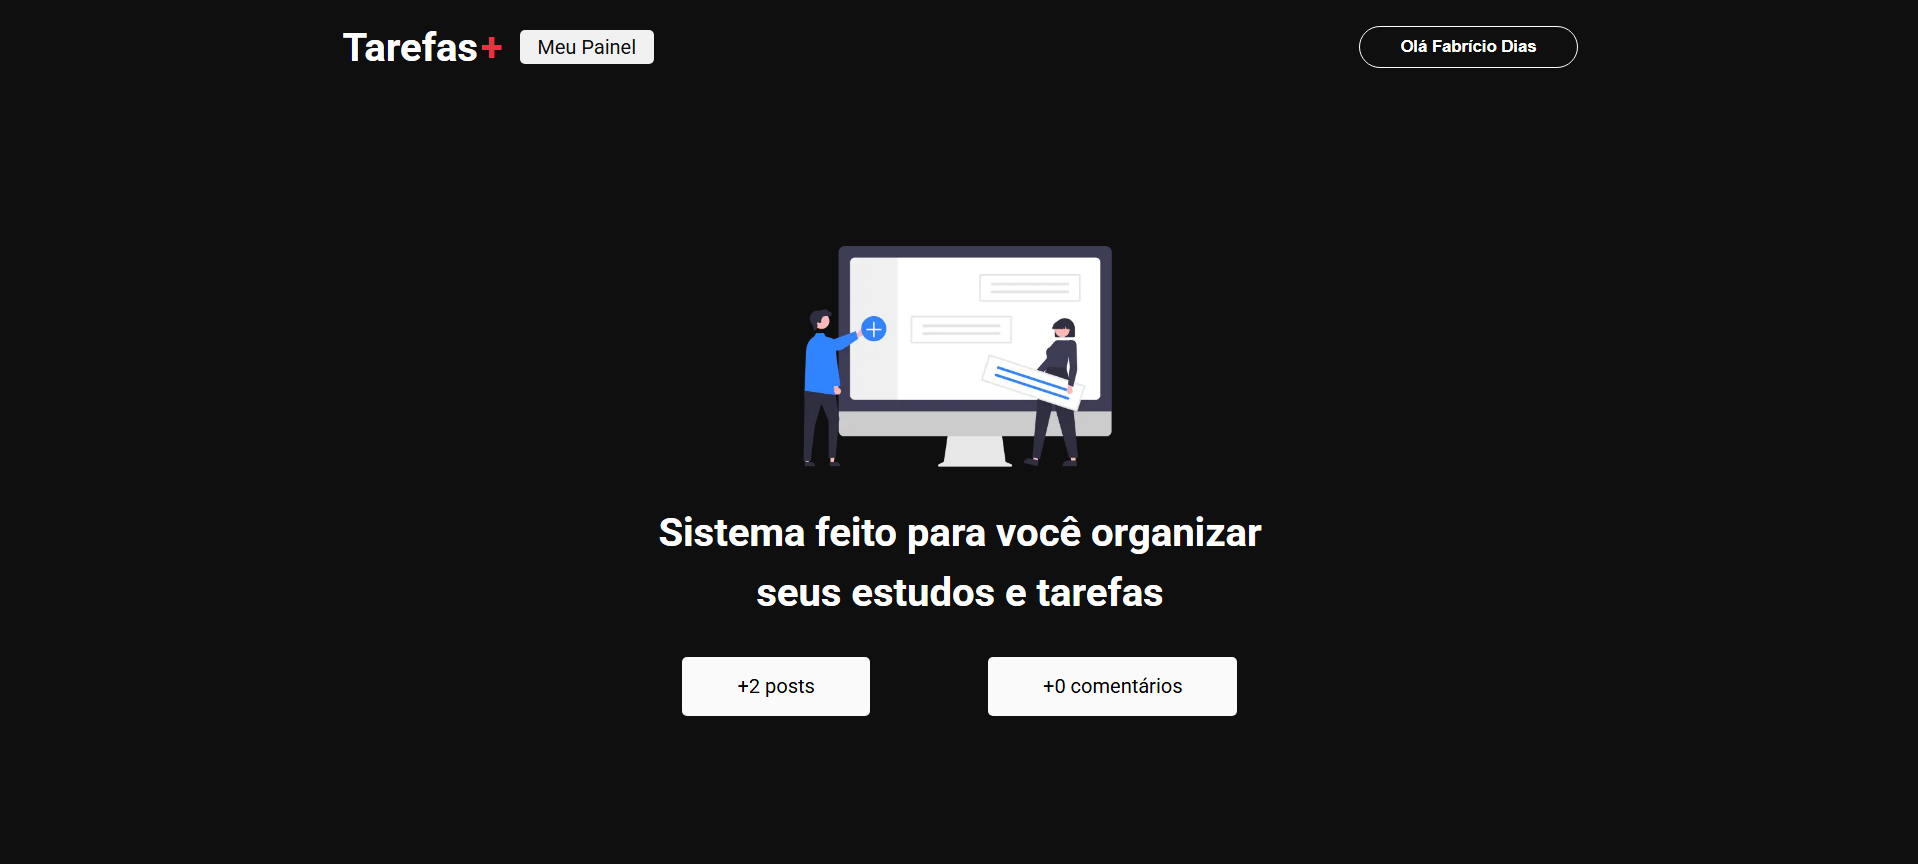 Tarefas+
Meu Painel
Olá Fabrício Dias
Sistema feito para você organizar
seus estudos e tarefas
+2 posts
+0 comentários